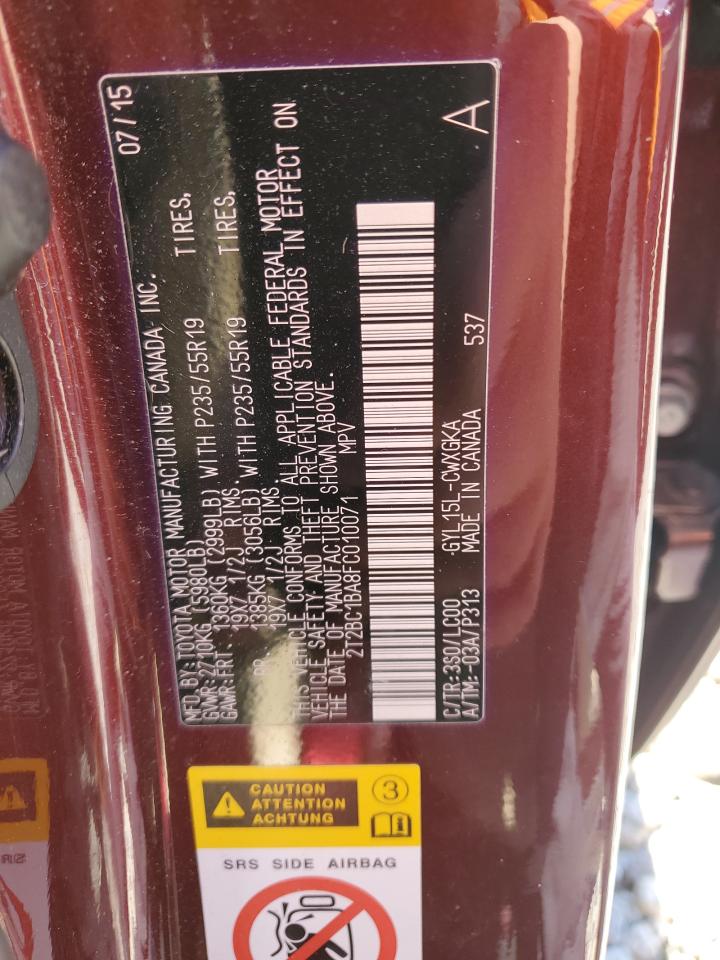 MFD.BY:TOYOTA MOTOR MANUFACTURING CANADA INC. 07/15
GVWR:2710KG (5980LB)
GAWR:FRT. 1360KG (2999LB) WITH P235/55R19 TIRES,
19X7 1/2J RIMS,
RR. 1385KG (3056LB) WITH P235/55R19 TIRES,
19X7 1/2J RIMS,
THIS VEHICLE CONFORMS TO ALL APPLICABLE FEDERAL MOTOR
VEHICLE SAFETY AND THEFT PREVENTION STANDARDS IN EFFECT ON
THE DATE OF MANUFACTURE SHOWN ABOVE.
2T2BC1BA8FC010071 MPV
C/TR:3S0/LC00 GYL15L-CWXGKA
A/TM:-03A/P313 MADE IN CANADA 537 A
CAUTION
ATTENTION
ACHTUNG
3
SRS SIDE AIRBAG